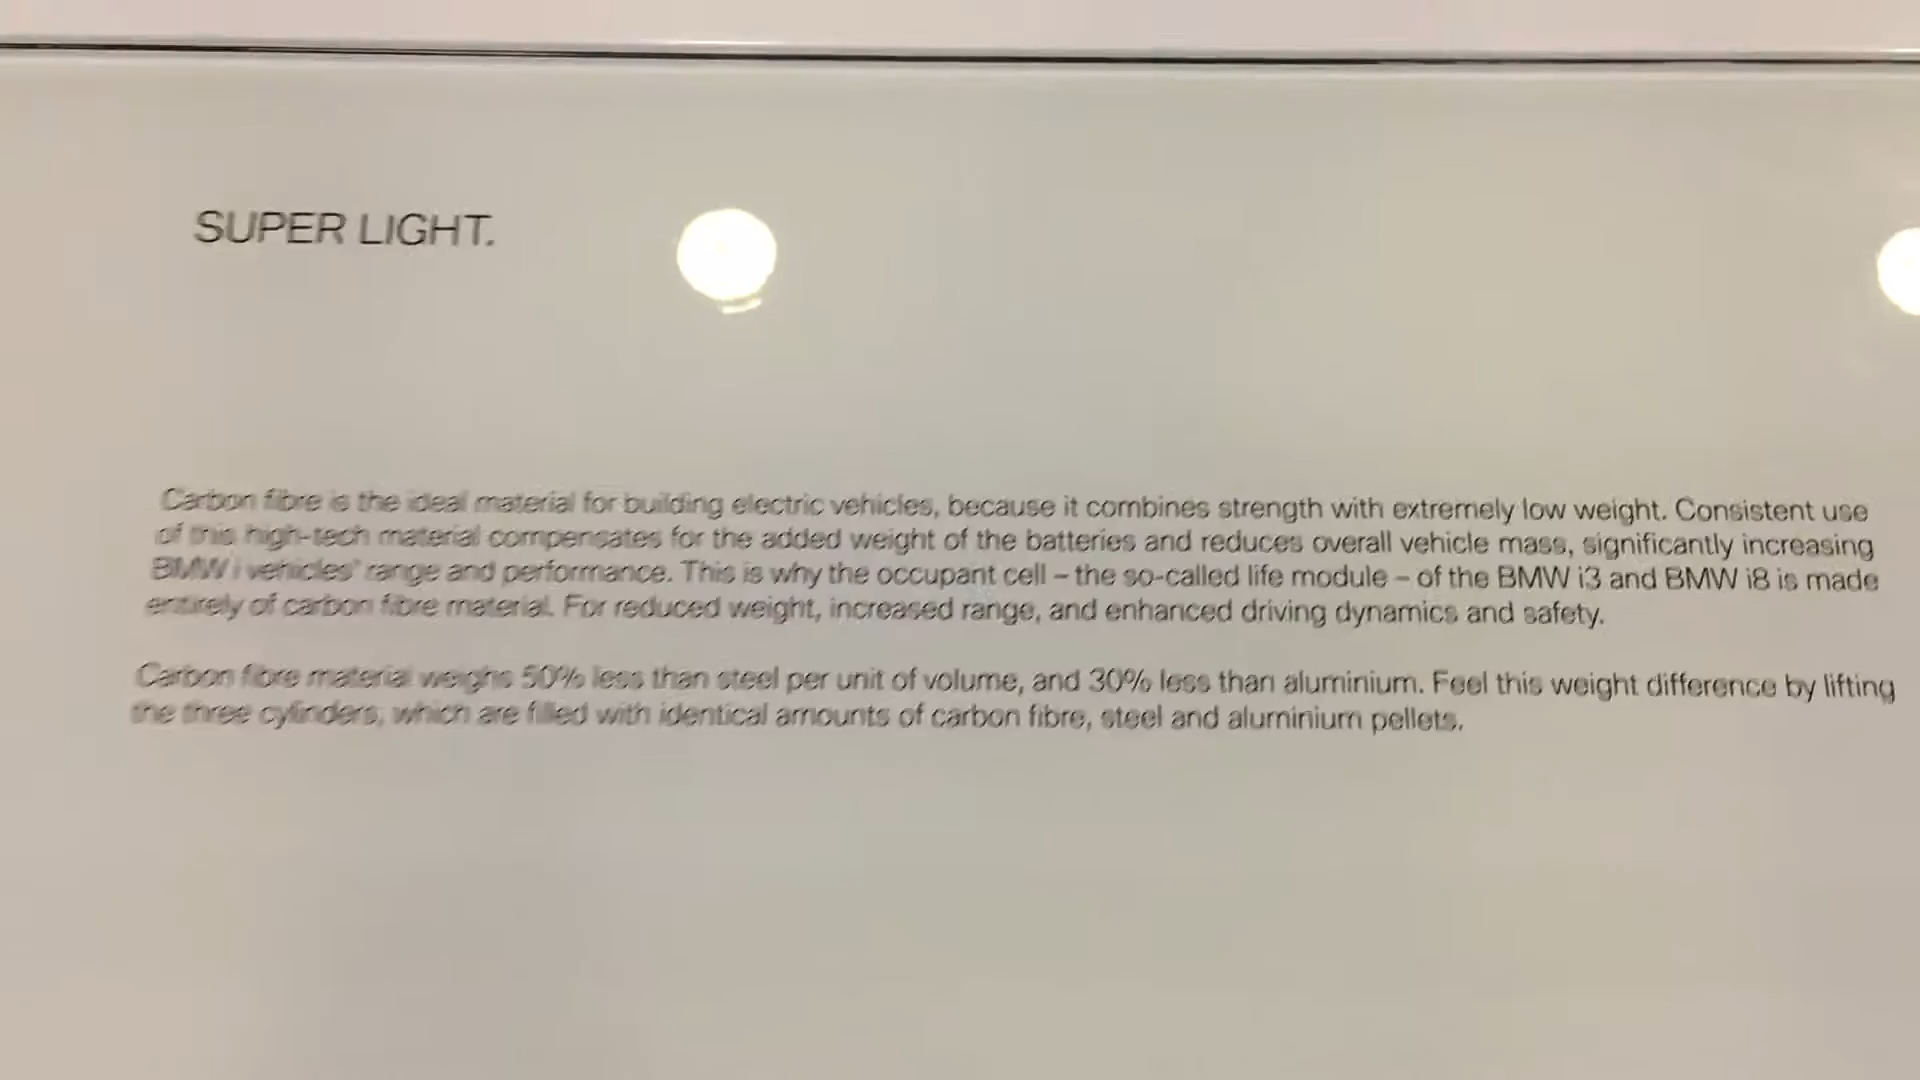 SUPER LIGHT.
Carbon fibre is the ideal material for building electric vehicles, because it combines strength with extremely low weight. Consistent use
of this high-tech material compensates for the added weight of the batteries and reduces overall vehicle mass, significantly increasing
BMW i vehicles' range and performance. This is why the occupant cell – the so-called life module – of the BMW i3 and BMW i8 is made
entirely of carbon fibre material. For reduced weight, increased range, and enhanced driving dynamics and safety.
Carbon fibre material weighs 50% less than steel per unit of volume, and 30% less than aluminium. Feel this weight difference by lifting
the three cylinders, which are filled with identical amounts of carbon fibre, steel and aluminium pellets.